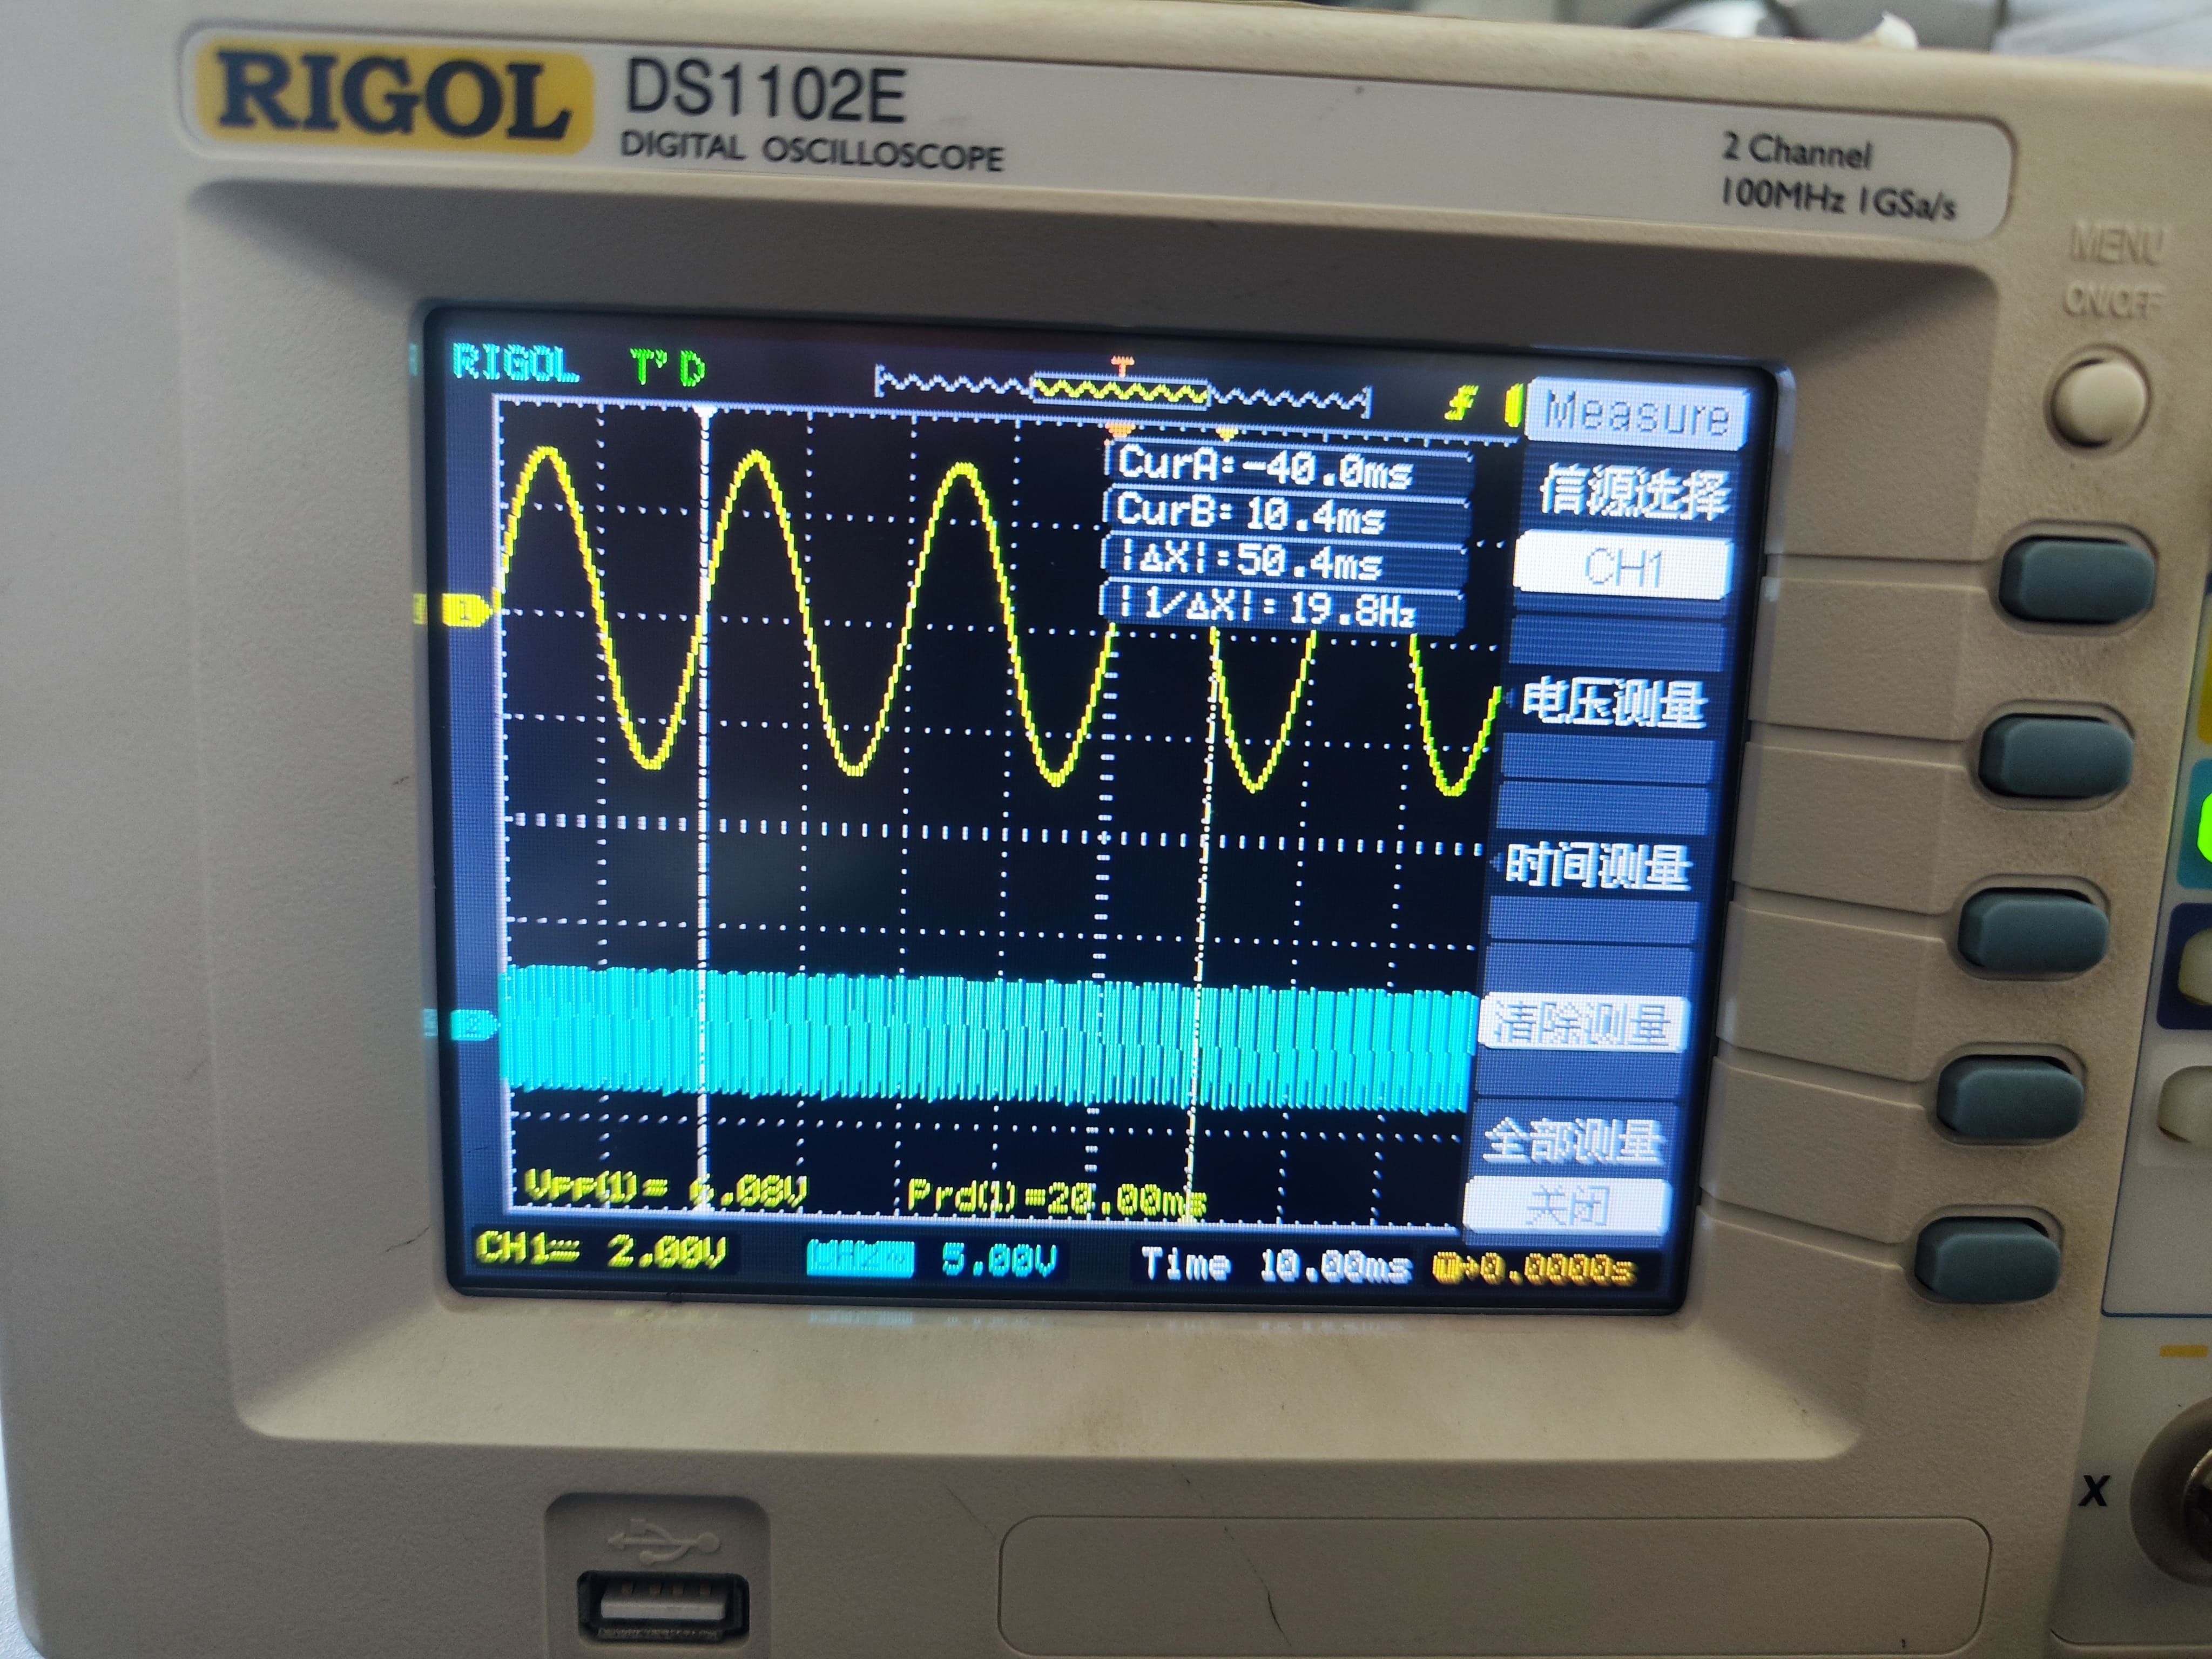 RIGOL DS1102E
DIGITAL OSCILLOSCOPE
2 Channel
100MHz 1GSa/s
MENU
ON/OFF
RIGOL T'D
T
Measure
CurA:-40.0ms
CurB: 10.4ms
|ΔX|:50.4ms
|1/ΔX|: 19.8Hz
信源选择
CH1
电压测量
时间测量
清除测量
全部测量
关闭
1
2
Vpp(1)= 6.08V Prd(1)=20.00ms
CH1 2.00V 5.00V Time 10.00ms 0.0000s
X